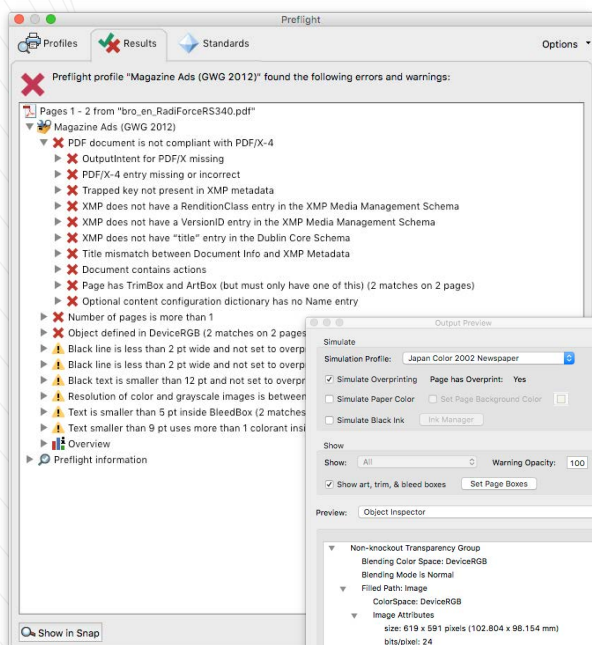 Preflight
Profiles
Results
Standards
Options
Preflight profile "Magazine Ads (GWG 2012)" found the following errors and warnings:
Pages 1 - 2 from "bro_en_RadiForceRS340.pdf"
Magazine Ads (GWG 2012)
PDF document is not compliant with PDF/X-4
OutputIntent for PDF/X missing
PDF/X-4 entry missing or incorrect
Trapped key not present in XMP metadata
XMP does not have a RenditionClass entry in the XMP Media Management Schema
XMP does not have a VersionID entry in the XMP Media Management Schema
XMP does not have "title" entry in the Dublin Core Schema
Title mismatch between Document Info and XMP Metadata
Document contains actions
Page has TrimBox and ArtBox (but must only have one of this) (2 matches on 2 pages)
Optional content configuration dictionary has no Name entry
Number of pages is more than 1
Object defined in DeviceRGB (2 matches on 2 pages
Black line is less than 2 pt wide and not set to overp
Black line is less than 2 pt wide and not set to overp
Black text is smaller than 12 pt and not set to overpr
Resolution of color and grayscale images is between
Text is smaller than 5 pt inside BleedBox (2 matches
Text smaller than 9 pt uses more than 1 colorant insi
Overview
Preflight information
Show in Snap
Output Preview
Simulate
Simulation Profile: Japan Color 2002 Newspaper
Simulate Overprinting Page has Overprint: Yes
Simulate Paper Color Set Page Background Color
Simulate Black Ink Ink Manager
Show
Show: All Warning Opacity: 100
Show art, trim, & bleed boxes Set Page Boxes
Preview: Object Inspector
Non-knockout Transparency Group
Blending Color Space: DeviceRGB
Blending Mode is Normal
Filled Path: Image
ColorSpace: DeviceRGB
Image Attributes
size: 619 x 591 pixels (102.804 x 98.154 mm)
bits/pixel: 24